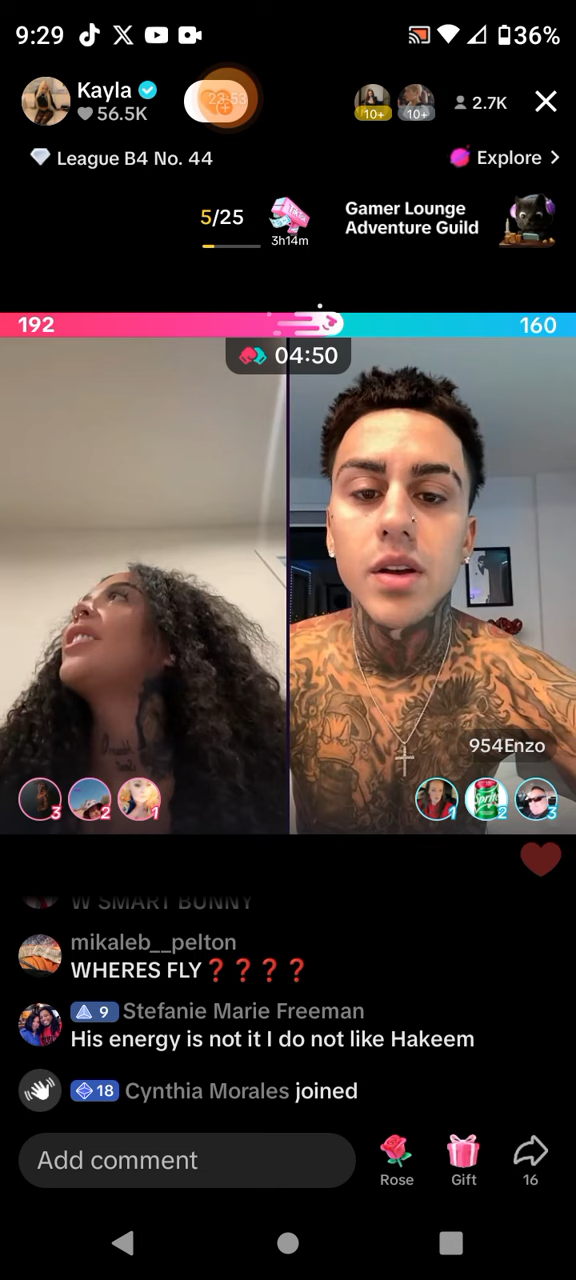 9:29
36%
Kayla
56.5K
10+
10+
2.7K
League B4 No. 44
Explore
5/25
3h14m
Gamer Lounge
Adventure Guild
192
160
04:50
954Enzo
3
2
1
1
2
3
W SMART BUNNY
mikaleb__pelton
WHERES FLY❓❓❓❓
9 Stefanie Marie Freeman
His energy is not it I do not like Hakeem
18 Cynthia Morales joined
Add comment
Rose
Gift
16